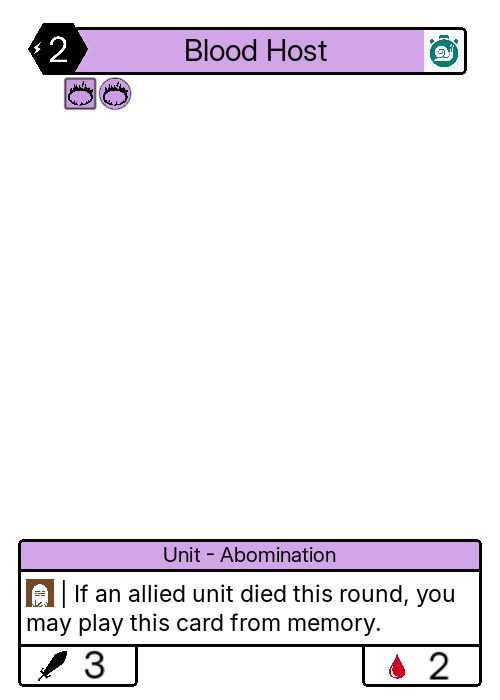 2
Blood Host
Unit - Abomination
| If an allied unit died this round, you
may play this card from memory.
3
2